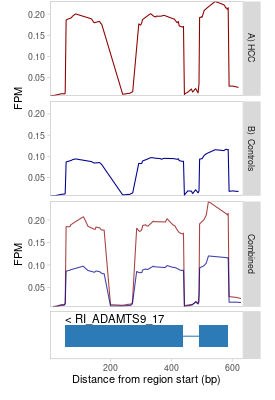 0.20
0.15
0.10
0.05
FPM
A) HCC
0.20
0.15
0.10
0.05
B) Controls
0.20
0.15
0.10
0.05
FPM
Combined
< RI_ADAMTS9_17
200
400
600
Distance from region start (bp)